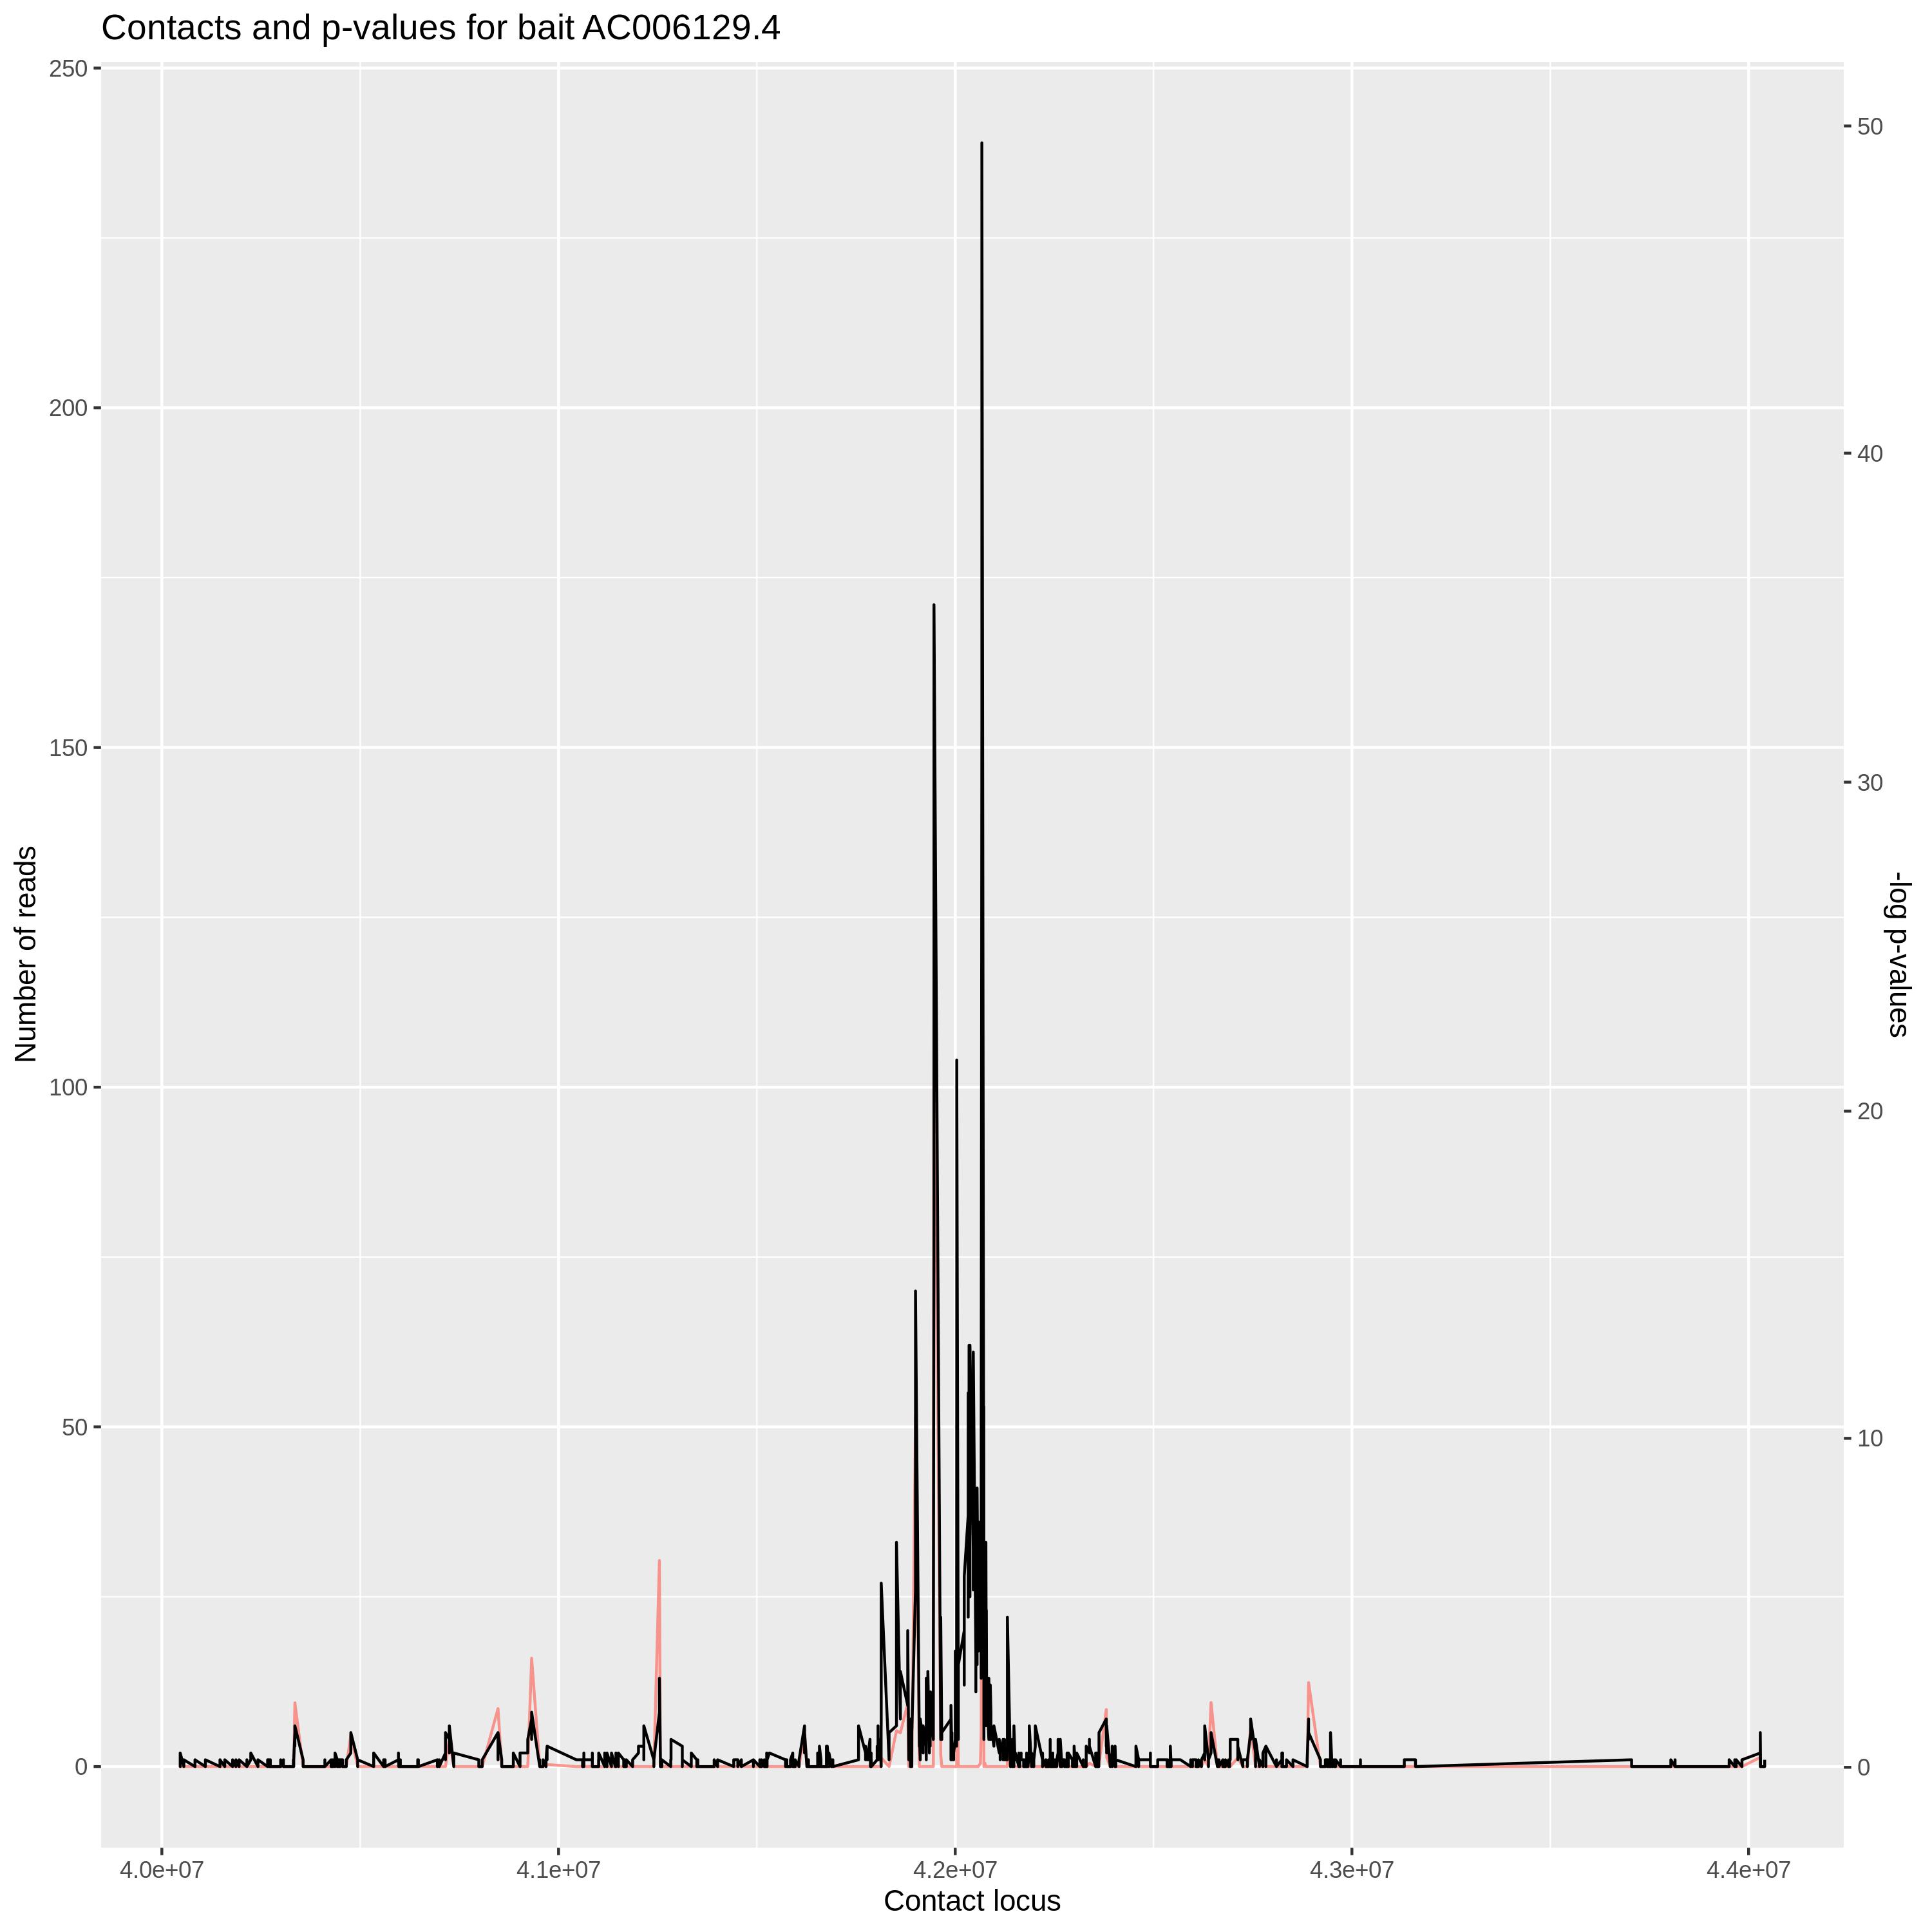 Contacts and p-values for bait AC006129.4
250
200
150
100
50
0
50
40
30
20
10
0
Number of reads
-log p-values
4.0e+07 4.1e+07 4.2e+07 4.3e+07 4.4e+07
Contact locus